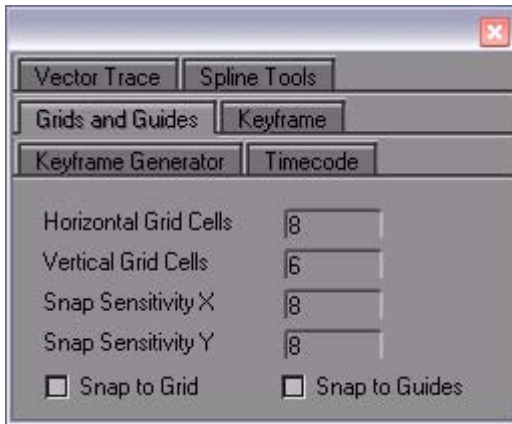 Vector Trace Spline Tools
Grids and Guides Keyframe
Keyframe Generator Timecode
Horizontal Grid Cells 8
Vertical Grid Cells 6
Snap Sensitivity X 8
Snap Sensitivity Y 8
Snap to Grid Snap to Guides